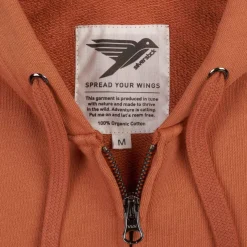 silverstick
SPREAD YOUR WINGS
This garment is produced in tune
with nature and made to thrive
in the wild. Adventure is calling.
Put me on and let's roam free.
100% Organic Cotton
M